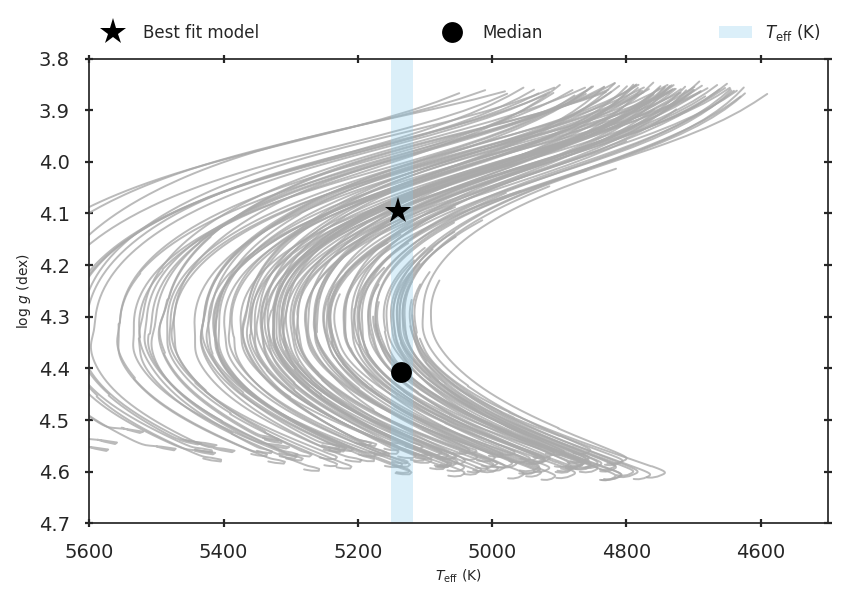 Best fit model
Median
T_eff (K)
3.8
3.9
4.0
4.1
4.2
4.3
4.4
4.5
4.6
4.7
log g (dex)
5600 5400 5200 5000 4800 4600
T_eff (K)